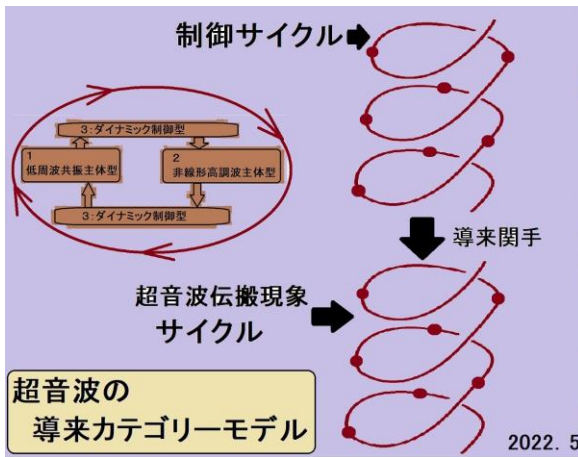 制御サイクル
3:ダイナミック制御型
1
低周波共振主体型
2
非線形高調波主体型
3:ダイナミック制御型
導来関手
超音波伝搬現象
サイクル
超音波の
導来カテゴリーモデル
2022. 5